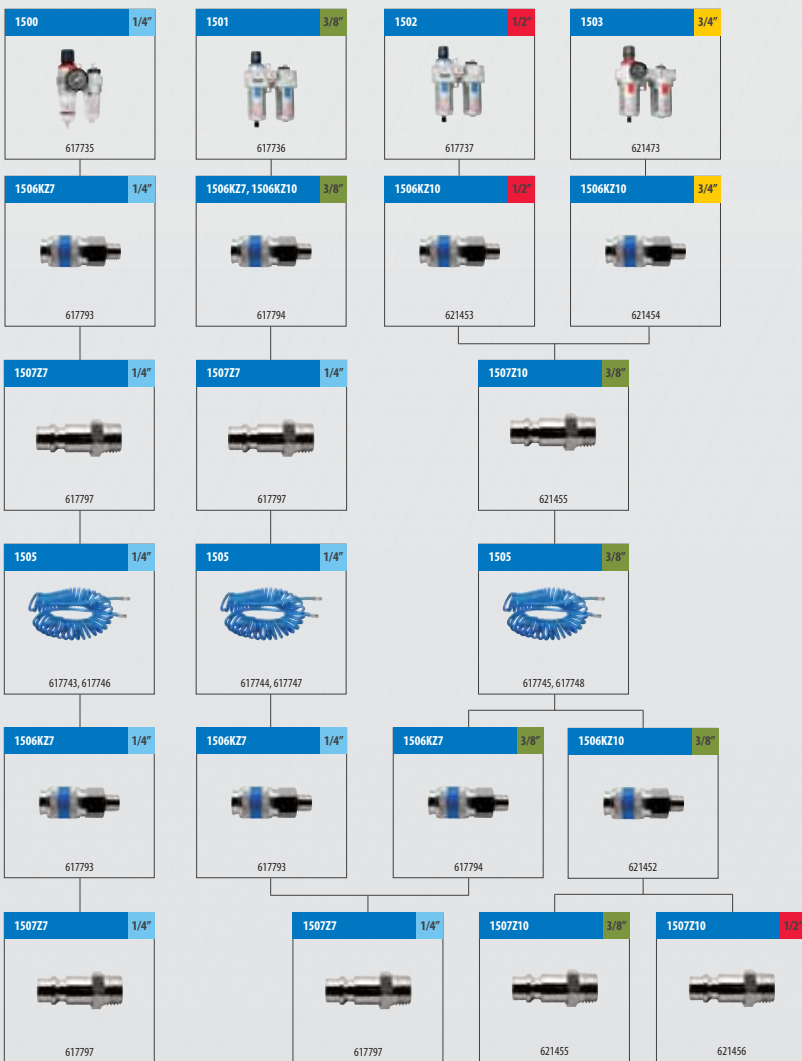 1500 1/4″
617735
1501 3/8″
617736
1502 1/2″
617737
1503 3/4″
621473
1506KZ7 1/4″
617793
1506KZ7, 1506KZ10 3/8″
617794
1506KZ10 1/2″
621453
1506KZ10 3/4″
621454
1507Z7 1/4″
617797
1507Z7 1/4″
617797
1507Z10 3/8″
621455
1505 1/4″
617743, 617746
1505 1/4″
617744, 617747
1505 3/8″
617745, 617748
1506KZ7 1/4″
617793
1506KZ7 1/4″
617793
1506KZ7 3/8″
617794
1506KZ10 3/8″
621452
1507Z7 1/4″
617797
1507Z7 1/4″
617797
1507Z10 3/8″
621455
1507Z10 1/2″
621456